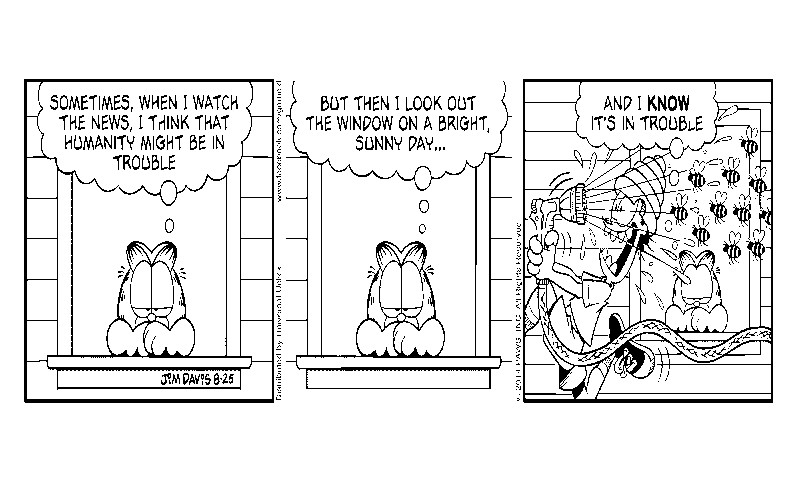 SOMETIMES, WHEN I WATCH
THE NEWS, I THINK THAT
HUMANITY MIGHT BE IN
TROUBLE
JIM DAVIS 8-25
BUT THEN I LOOK OUT
THE WINDOW ON A BRIGHT,
SUNNY DAY...
AND I KNOW
IT'S IN TROUBLE